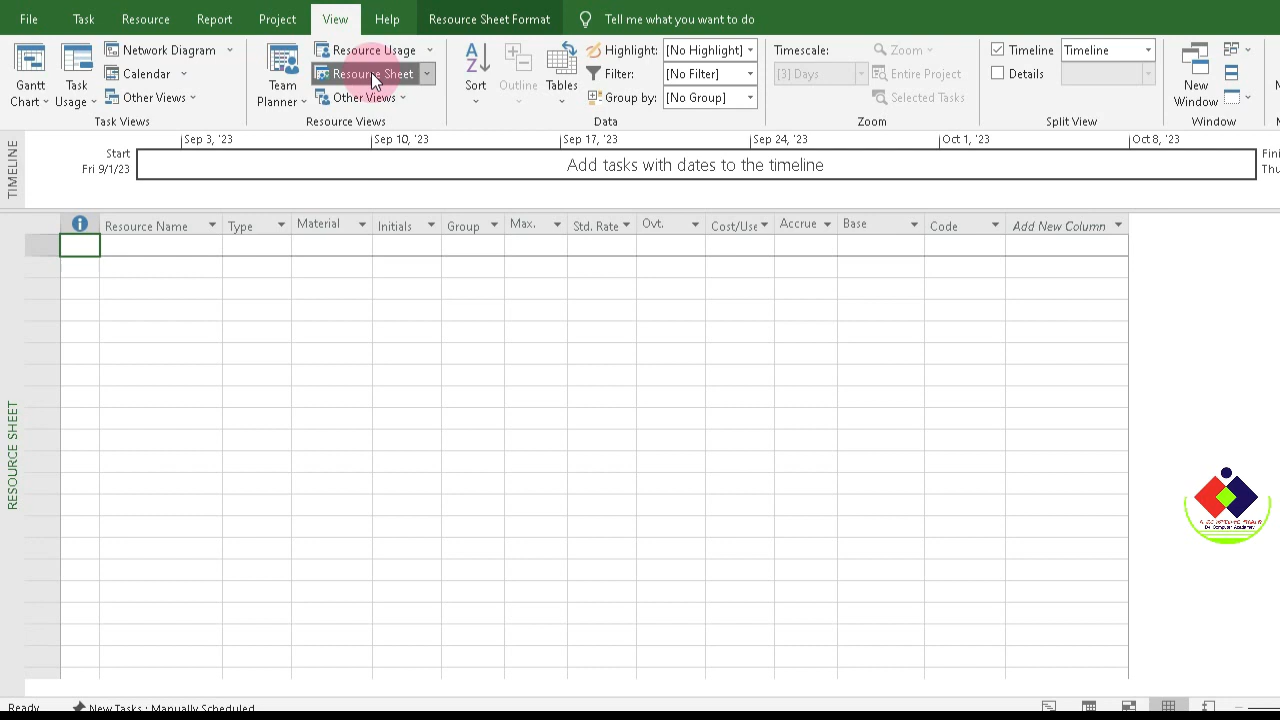 File Task Resource Report Project View Help Resource Sheet Format Tell me what you want to do
Network Diagram Resource Usage Highlight: [No Highlight] Timescale: Zoom Timeline Timeline
Calendar Resource Sheet Filter: [No Filter] [3] Days Entire Project Details
Gantt Chart Task Usage Other Views Team Planner Other Views Sort Outline Tables Group by: [No Group] Selected Tasks New Window
Task Views Resource Views Data Zoom Split View Window
Sep 3, '23 Sep 10, '23 Sep 17, '23 Sep 24, '23 Oct 1, '23 Oct 8, '23
TIMELINE
Start
Fri 9/1/23
Add tasks with dates to the timeline
Fini
Thu
Resource Name Type Material Initials Group Max. Std. Rate Ovt. Cost/Use Accrue Base Code Add New Column
RESOURCE SHEET
Ready New Tasks : Manually Scheduled